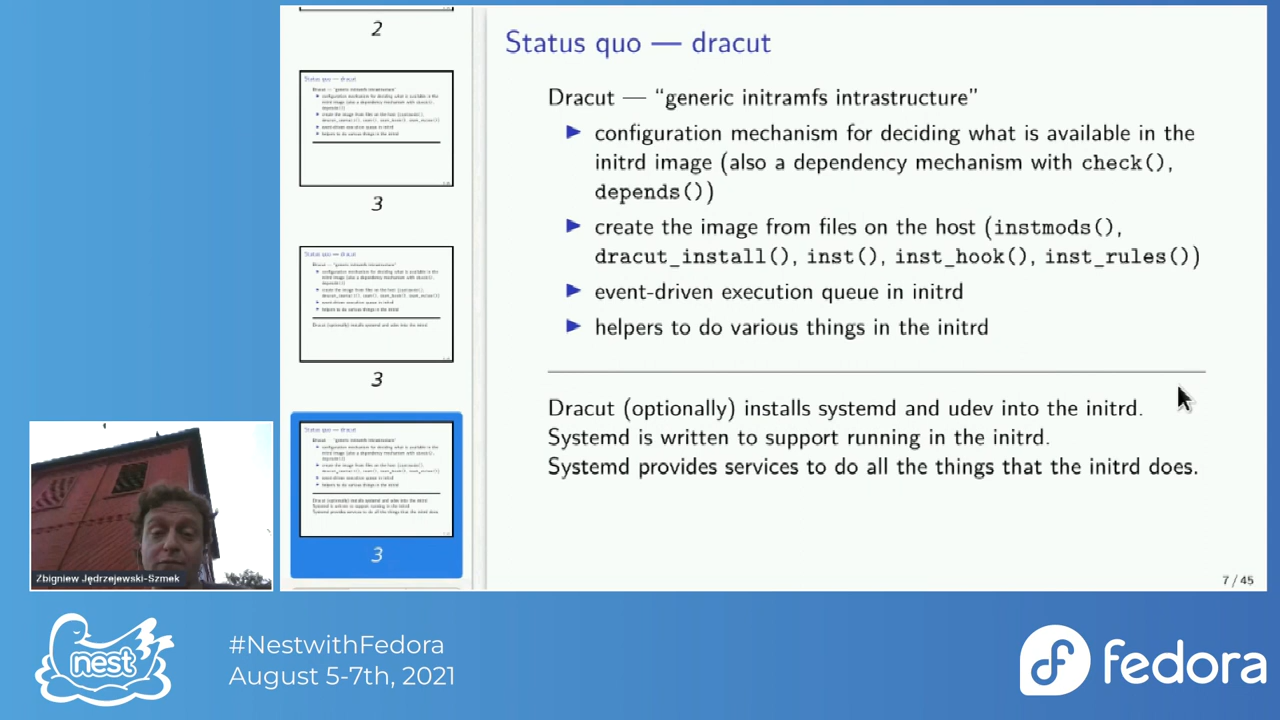 2
3
3
3
Status quo — dracut
Dracut — “generic initramfs intrastructure”
configuration mechanism for deciding what is available in the
initrd image (also a dependency mechanism with check(),
depends())
create the image from files on the host (instmods(),
dracut_install(), inst(), inst_hook(), inst_rules())
event-driven execution queue in initrd
helpers to do various things in the initrd
Dracut (optionally) installs systemd and udev into the initrd.
Systemd is written to support running in the initrd.
Systemd provides services to do all the things that the initrd does.
7 / 45
Zbigniew Jędrzejewski-Szmek
nest
#NestwithFedora
August 5-7th, 2021
fedora